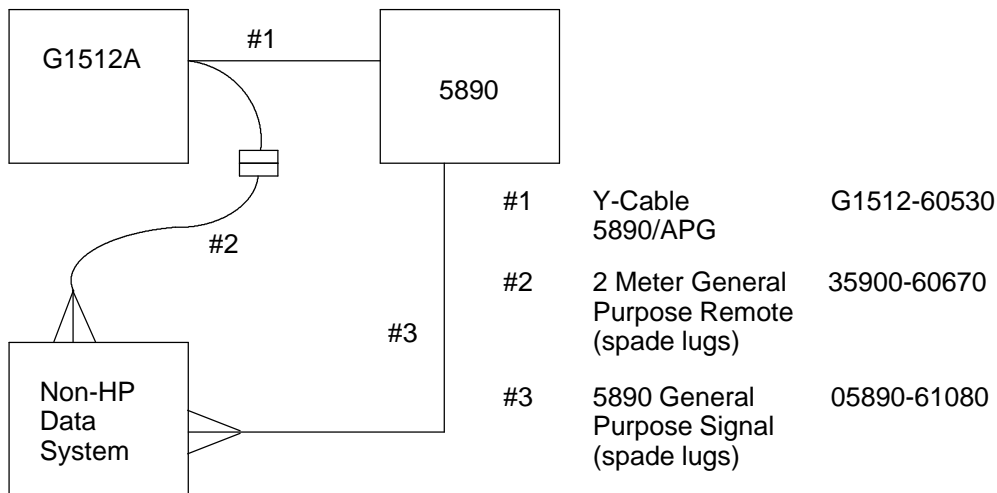 G1512A
#1
5890
#2
#3
Non-HP
Data
System
#1 Y-Cable G1512-60530
5890/APG
#2 2 Meter General 35900-60670
Purpose Remote
(spade lugs)
#3 5890 General 05890-61080
Purpose Signal
(spade lugs)